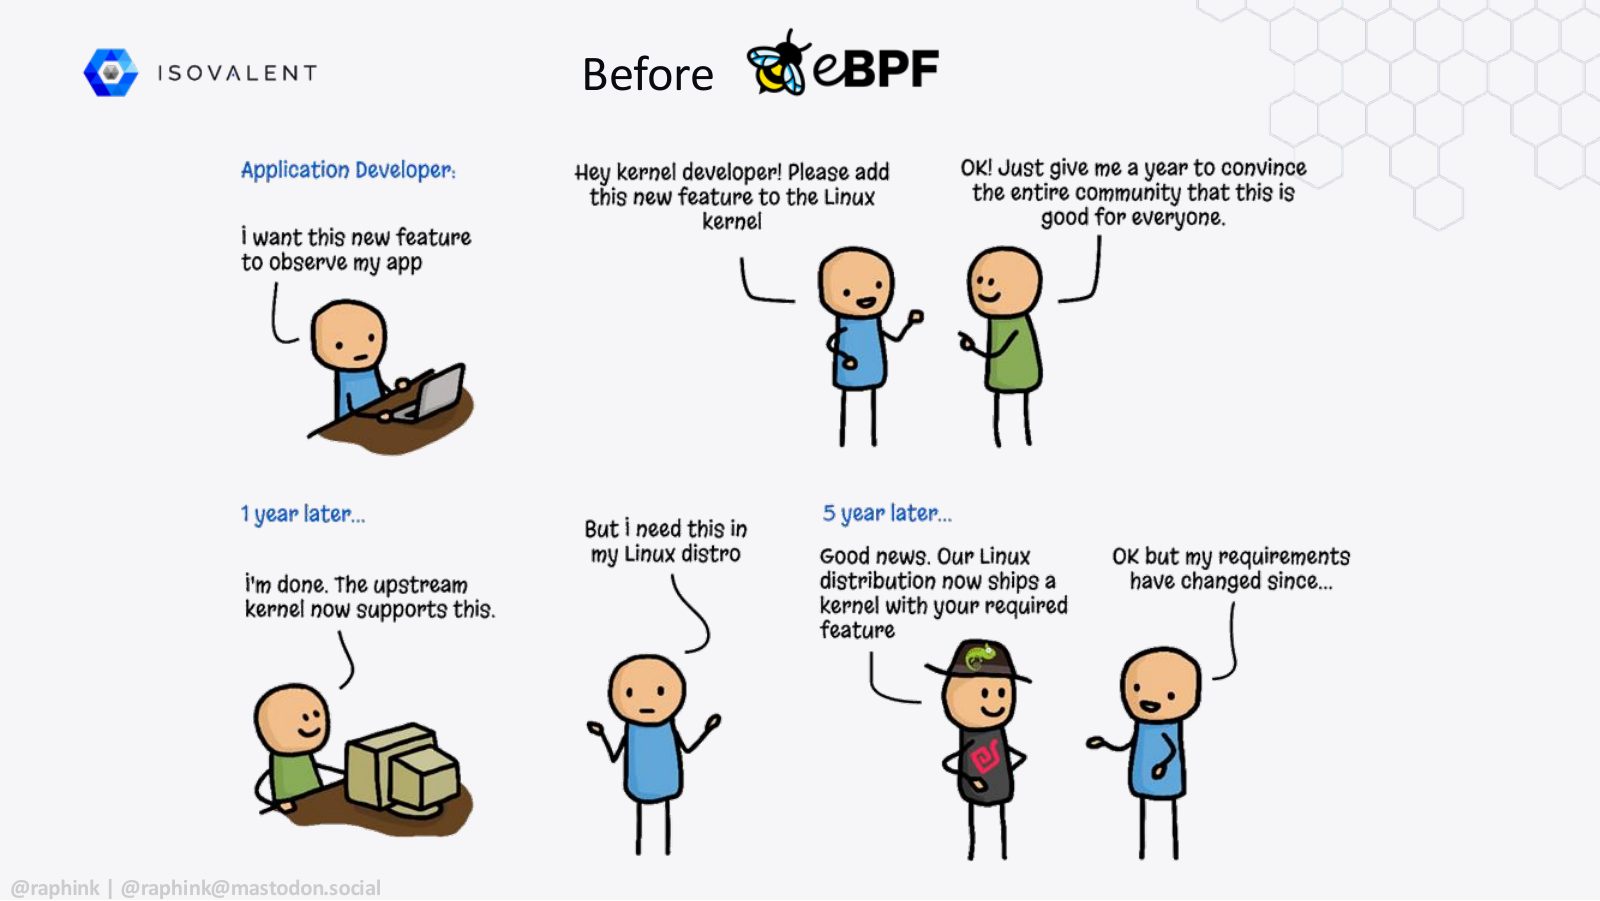 ISOVALENT
Before eBPF
Application Developer:
i want this new feature
to observe my app
Hey kernel developer! Please add
this new feature to the Linux
kernel
OK! Just give me a year to convince
the entire community that this is
good for everyone.
1 year later...
i'm done. The upstream
kernel now supports this.
But i need this in
my Linux distro
5 year later...
Good news. Our Linux
distribution now ships a
kernel with your required
feature
OK but my requirements
have changed since...
@raphink | @raphink@mastodon.social